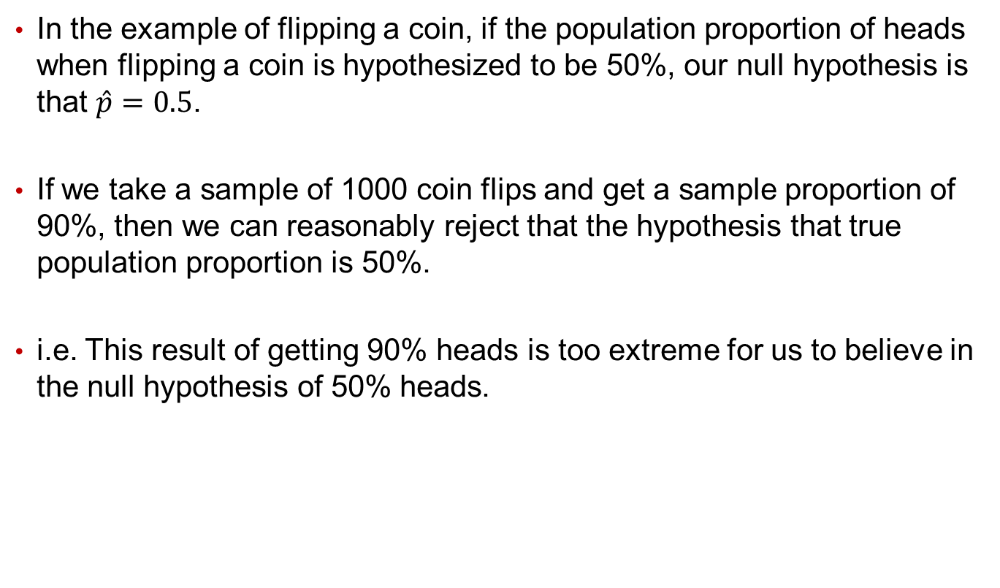 • In the example of flipping a coin, if the population proportion of heads
when flipping a coin is hypothesized to be 50%, our null hypothesis is
that p̂ = 0.5.
• If we take a sample of 1000 coin flips and get a sample proportion of
90%, then we can reasonably reject that the hypothesis that true
population proportion is 50%.
• i.e. This result of getting 90% heads is too extreme for us to believe in
the null hypothesis of 50% heads.